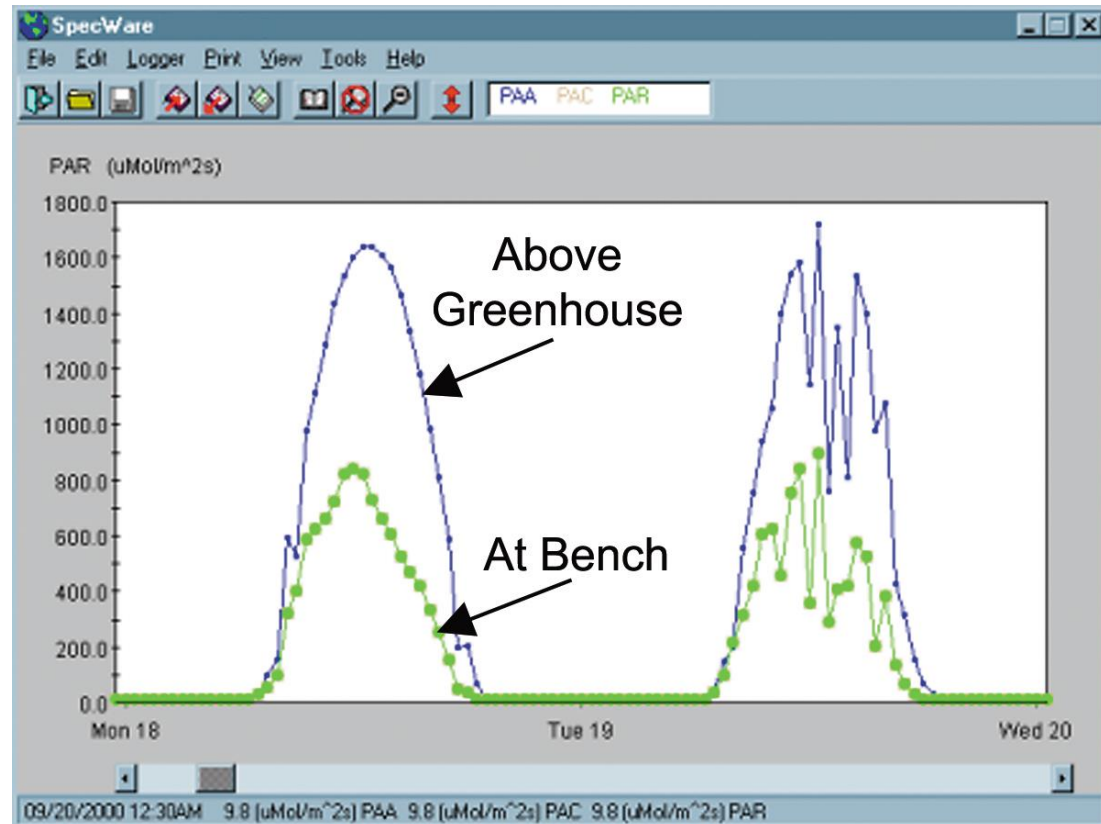 SpecWare
File Edit Logger Print View Tools Help
PAA PAC PAR
PAR (uMol/m^2s)
1800.0
1600.0
1400.0
1200.0
1000.0
800.0
600.0
400.0
200.0
0.0
Above
Greenhouse
At Bench
Mon 18 Tue 19 Wed 20
09/20/2000 12:30AM 9.8 (uMol/m^2s) PAA 9.8 (uMol/m^2s) PAC 9.8 (uMol/m^2s) PAR